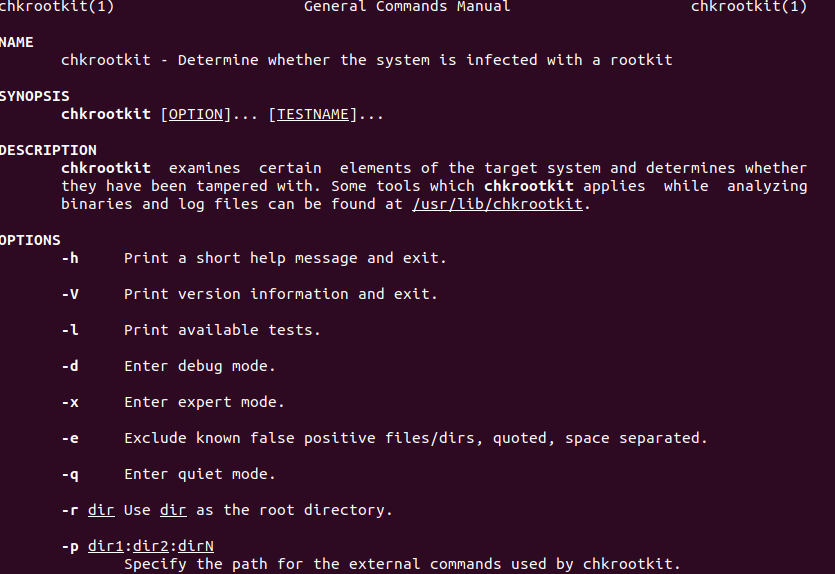 chkrootkit(1) General Commands Manual chkrootkit(1)
NAME
chkrootkit - Determine whether the system is infected with a rootkit
SYNOPSIS
chkrootkit [OPTION]... [TESTNAME]...
DESCRIPTION
chkrootkit examines certain elements of the target system and determines whether
they have been tampered with. Some tools which chkrootkit applies while analyzing
binaries and log files can be found at /usr/lib/chkrootkit.
OPTIONS
-h Print a short help message and exit.
-V Print version information and exit.
-l Print available tests.
-d Enter debug mode.
-x Enter expert mode.
-e Exclude known false positive files/dirs, quoted, space separated.
-q Enter quiet mode.
-r dir Use dir as the root directory.
-p dir1:dir2:dirN
Specify the path for the external commands used by chkrootkit.